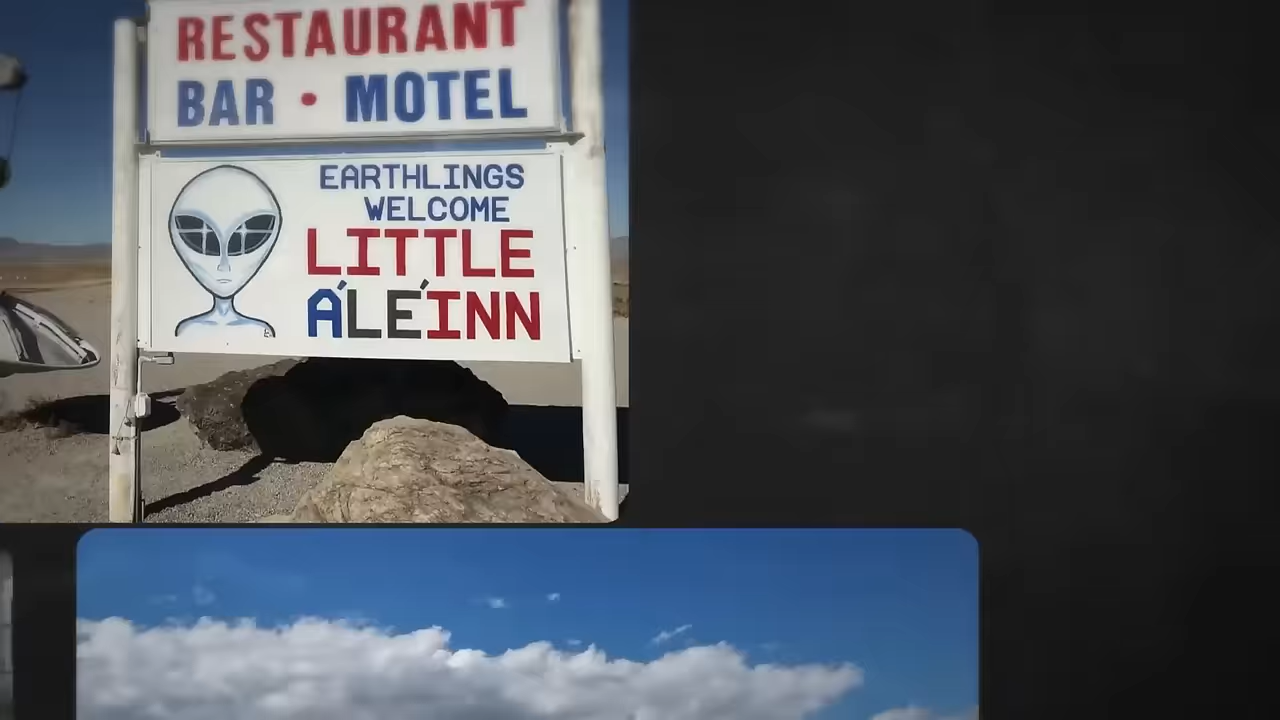 RESTAURANT
BAR • MOTEL
EARTHLINGS
WELCOME
LITTLE
A'LE'INN